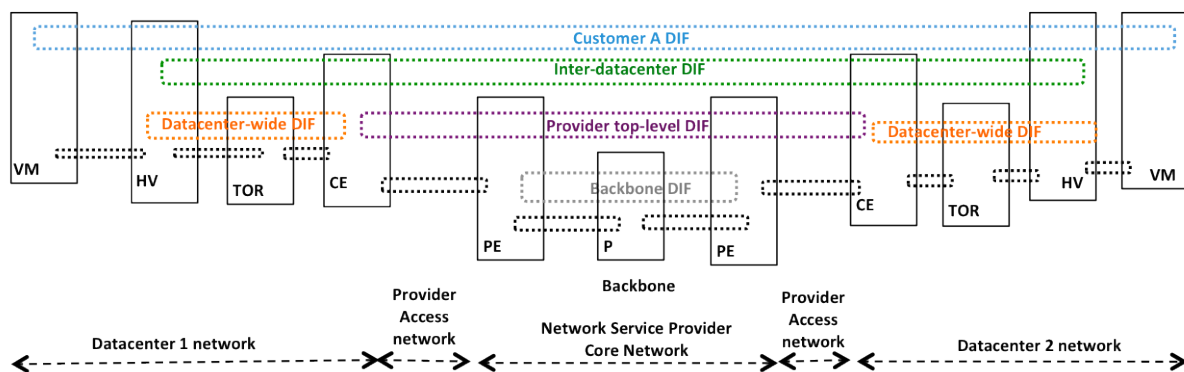 Customer A DIF
Inter-datacenter DIF
Datacenter-wide DIF
Provider top-level DIF
Datacenter-wide DIF
VM
HV
TOR
CE
Backbone DIF
CE
TOR
HV
VM
PE
P
PE
Backbone
Provider
Access
network
Provider
Access
network
Network Service Provider
Core Network
Datacenter 1 network
Datacenter 2 network